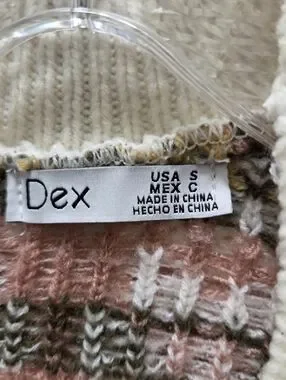 Dex
USA S
MEX C
MADE IN CHINA
HECHO EN CHINA